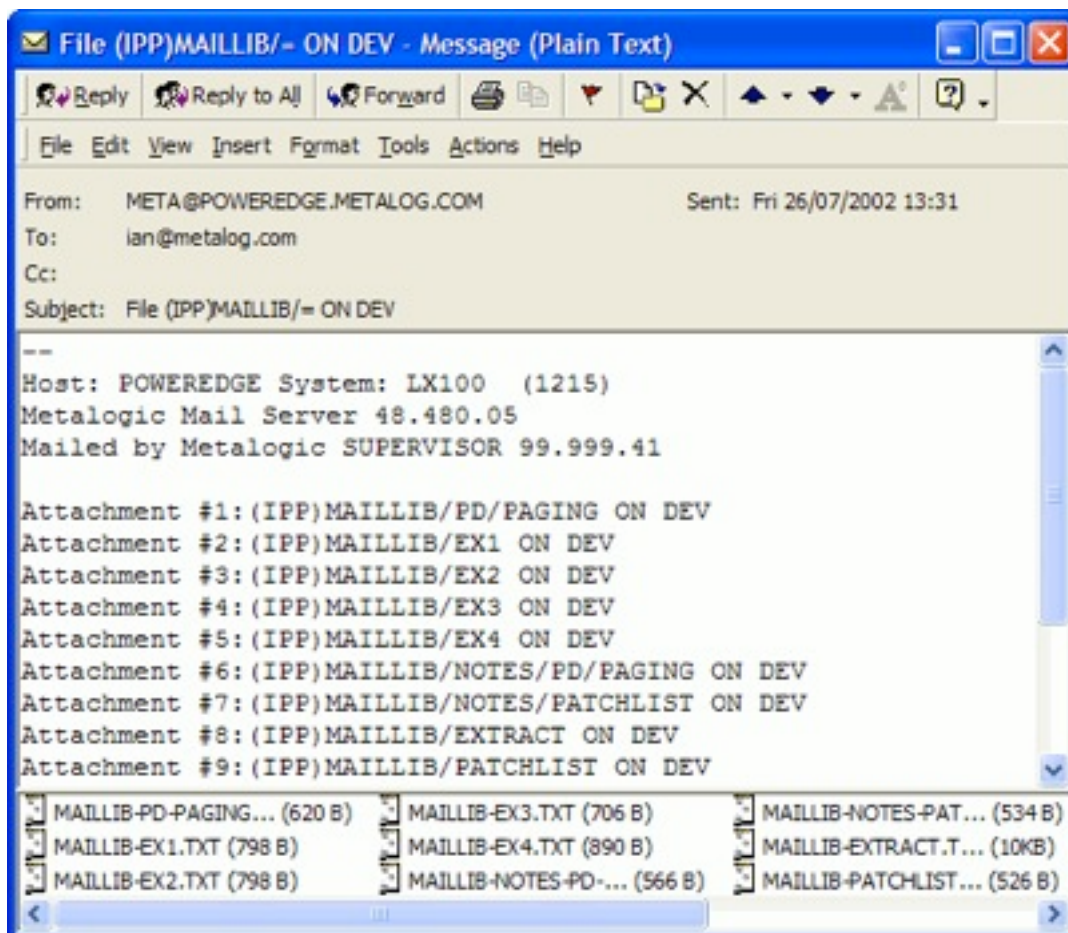 File (IPP)MAILLIB/= ON DEV - Message (Plain Text)
Reply Reply to All Forward
File Edit View Insert Format Tools Actions Help
From: META@POWEREDGE.METALOG.COM Sent: Fri 26/07/2002 13:31
To: ian@metalog.com
Cc:
Subject: File (IPP)MAILLIB/= ON DEV
--
Host: POWEREDGE System: LX100 (1215)
Metalogic Mail Server 48.480.05
Mailed by Metalogic SUPERVISOR 99.999.41
Attachment #1:(IPP)MAILLIB/PD/PAGING ON DEV
Attachment #2:(IPP)MAILLIB/EX1 ON DEV
Attachment #3:(IPP)MAILLIB/EX2 ON DEV
Attachment #4:(IPP)MAILLIB/EX3 ON DEV
Attachment #5:(IPP)MAILLIB/EX4 ON DEV
Attachment #6:(IPP)MAILLIB/NOTES/PD/PAGING ON DEV
Attachment #7:(IPP)MAILLIB/NOTES/PATCHLIST ON DEV
Attachment #8:(IPP)MAILLIB/EXTRACT ON DEV
Attachment #9:(IPP)MAILLIB/PATCHLIST ON DEV
MAILLIB-PD-PAGING... (620 B) MAILLIB-EX3.TXT (706 B) MAILLIB-NOTES-PAT... (534 B)
MAILLIB-EX1.TXT (798 B) MAILLIB-EX4.TXT (890 B) MAILLIB-EXTRACT.T... (10KB)
MAILLIB-EX2.TXT (798 B) MAILLIB-NOTES-PD-... (566 B) MAILLIB-PATCHLIST... (526 B)